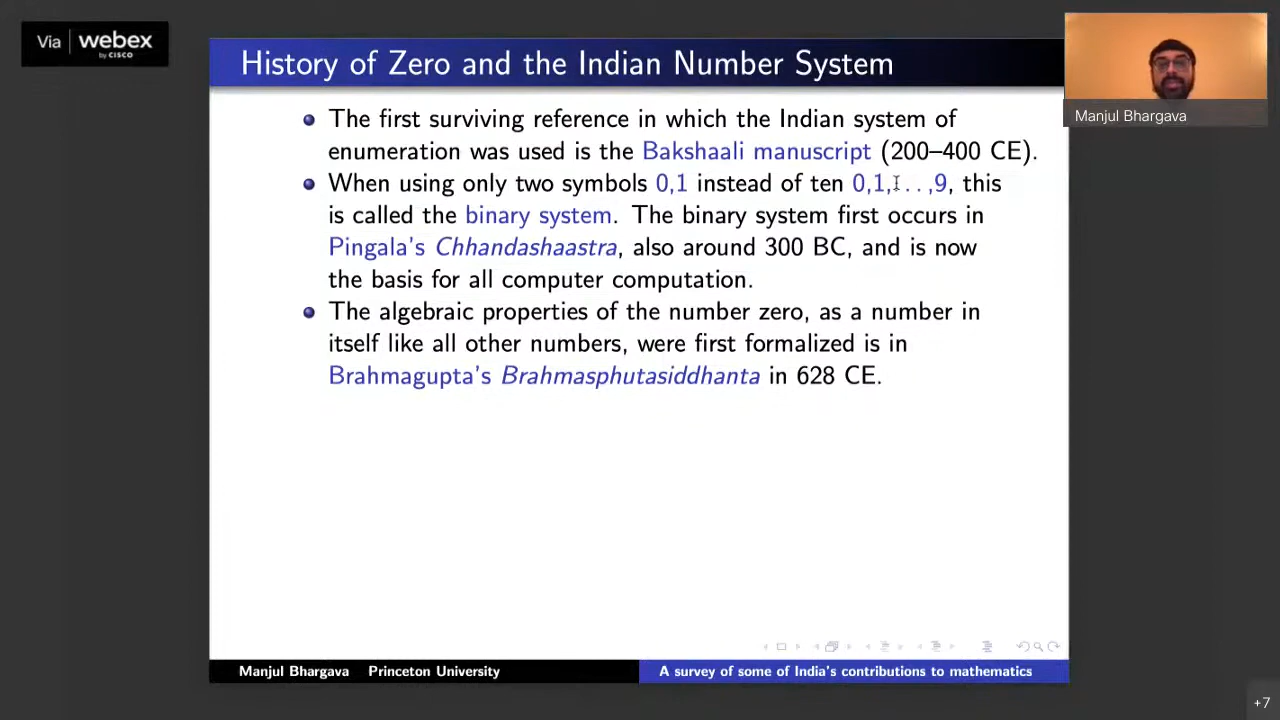 Via webex
by CISCO
History of Zero and the Indian Number System
Manjul Bhargava
The first surviving reference in which the Indian system of
enumeration was used is the Bakshaali manuscript (200–400 CE).
When using only two symbols 0,1 instead of ten 0,1,...,9, this
is called the binary system. The binary system first occurs in
Pingala's Chhandashaastra, also around 300 BC, and is now
the basis for all computer computation.
The algebraic properties of the number zero, as a number in
itself like all other numbers, were first formalized is in
Brahmagupta's Brahmasphutasiddhanta in 628 CE.
Manjul Bhargava Princeton University
A survey of some of India's contributions to mathematics
+7